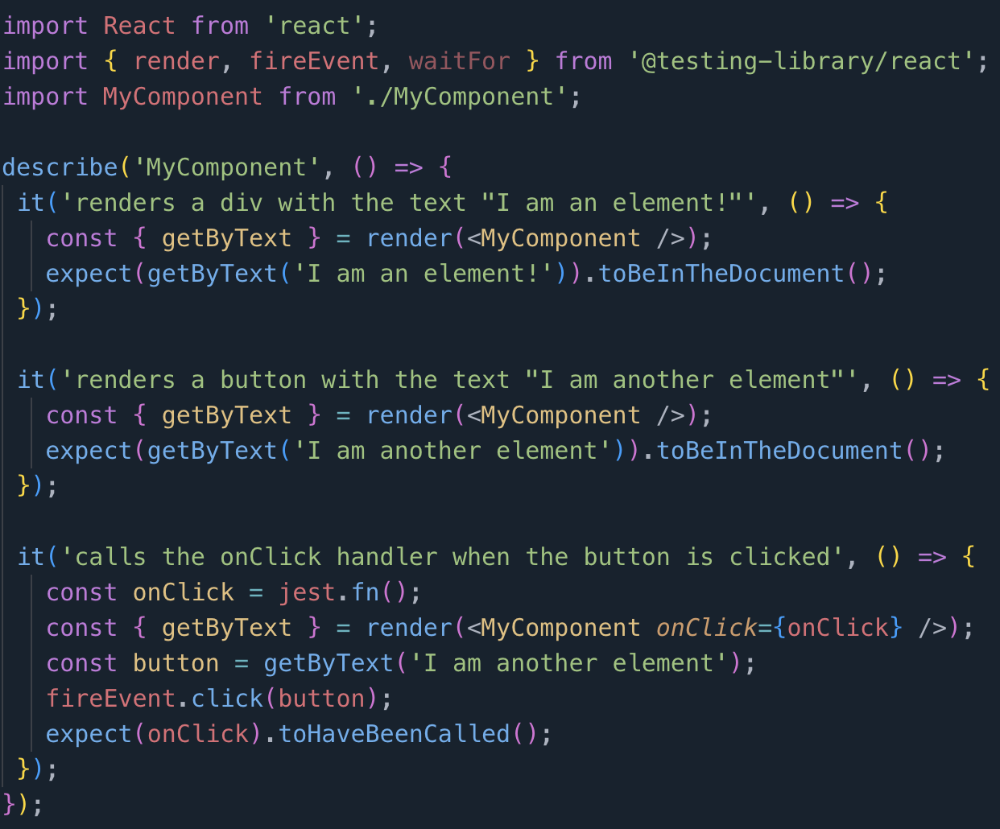 import React from 'react';
import { render, fireEvent, waitFor } from '@testing-library/react';
import MyComponent from './MyComponent';

describe('MyComponent', () => {
 it('renders a div with the text "I am an element!"', () => {
   const { getByText } = render(<MyComponent />);
   expect(getByText('I am an element!')).toBeInTheDocument();
 });

 it('renders a button with the text "I am another element"', () => {
   const { getByText } = render(<MyComponent />);
   expect(getByText('I am another element')).toBeInTheDocument();
 });

 it('calls the onClick handler when the button is clicked', () => {
   const onClick = jest.fn();
   const { getByText } = render(<MyComponent onClick={onClick} />);
   const button = getByText('I am another element');
   fireEvent.click(button);
   expect(onClick).toHaveBeenCalled();
 });
});